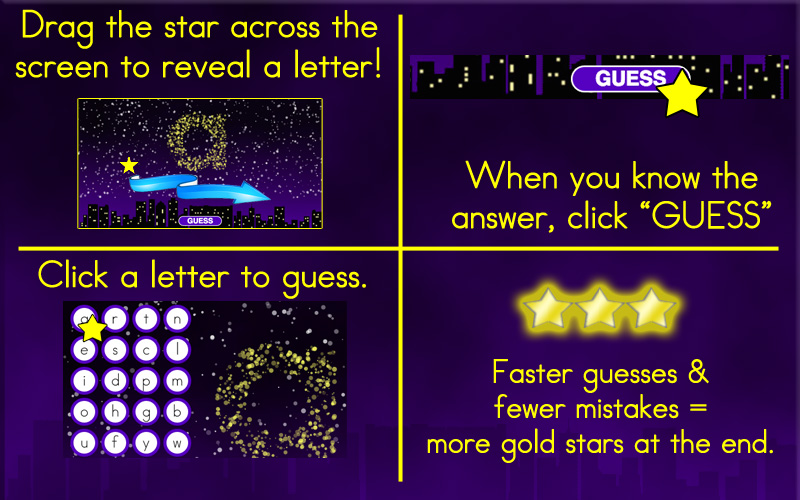 Drag the star across the
screen to reveal a letter!
GUESS
GUESS
When you know the
answer, click “GUESS”
Click a letter to guess.
a r t n
e s c l
i d p m
o h g b
u f y w
Faster guesses &
fewer mistakes =
more gold stars at the end.